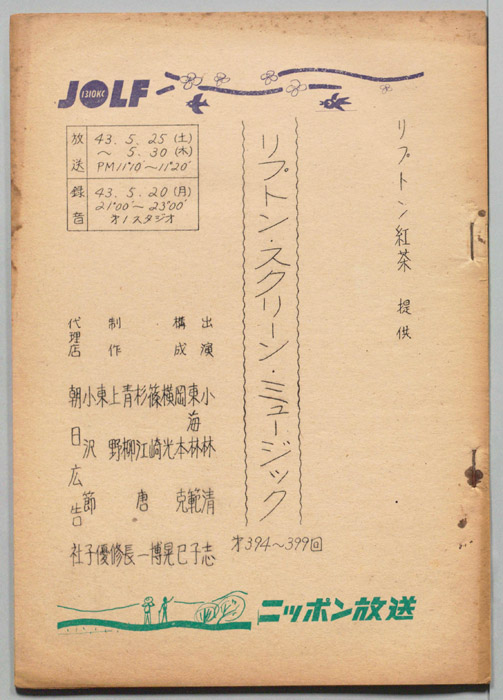 JOLF
1310KC
リプトン紅茶 提供
リプトン・スクリーン・ミュージック
オ394〜399回
放送
43. 5. 25 (土)
〜 5. 30 (木)
PM11°10′〜11°20′
録音
43. 5. 20 (月)
21°00′〜23°00′
オ1スタジオ
出演
小林清志
東海林範子
構成
岡本克巳
横光晃
篠崎博
杉江唐一
制作
青柳長
上野修
東優
小沢節子
代理店
朝日広告社
ニッポン放送